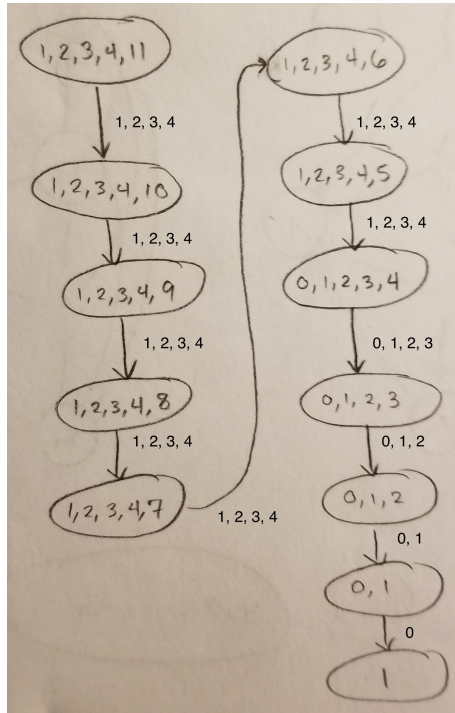 1,2,3,4,11
1, 2, 3, 4
1,2,3,4,10
1, 2, 3, 4
1,2,3,4,9
1, 2, 3, 4
1,2,3,4,8
1, 2, 3, 4
1,2,3,4,7
1, 2, 3, 4
1,2,3,4,6
1, 2, 3, 4
1,2,3,4,5
1, 2, 3, 4
0,1,2,3,4
0, 1, 2, 3
0,1,2,3
0, 1, 2
0,1,2
0, 1
0,1
0
1